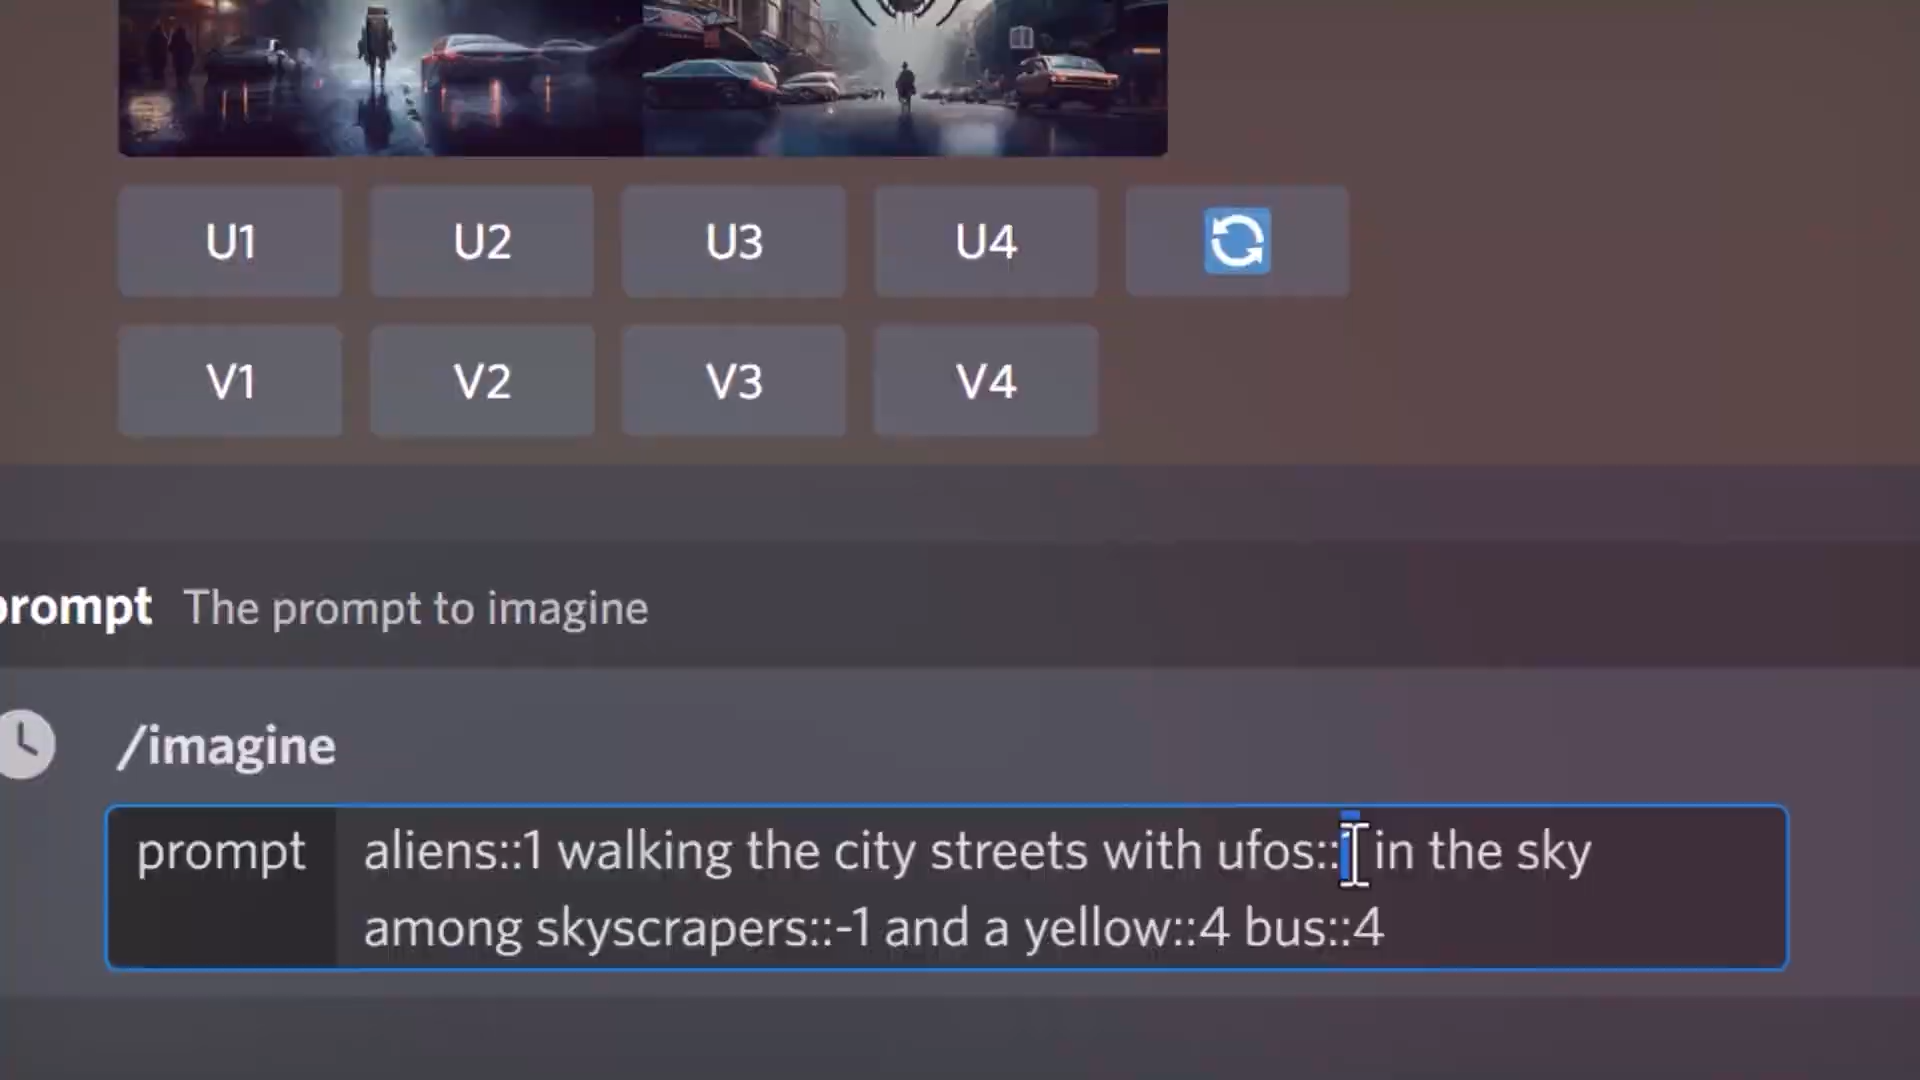 U1 U2 U3 U4
V1 V2 V3 V4
prompt The prompt to imagine
/imagine
prompt aliens::1 walking the city streets with ufos:: in the sky
among skyscrapers::-1 and a yellow::4 bus::4